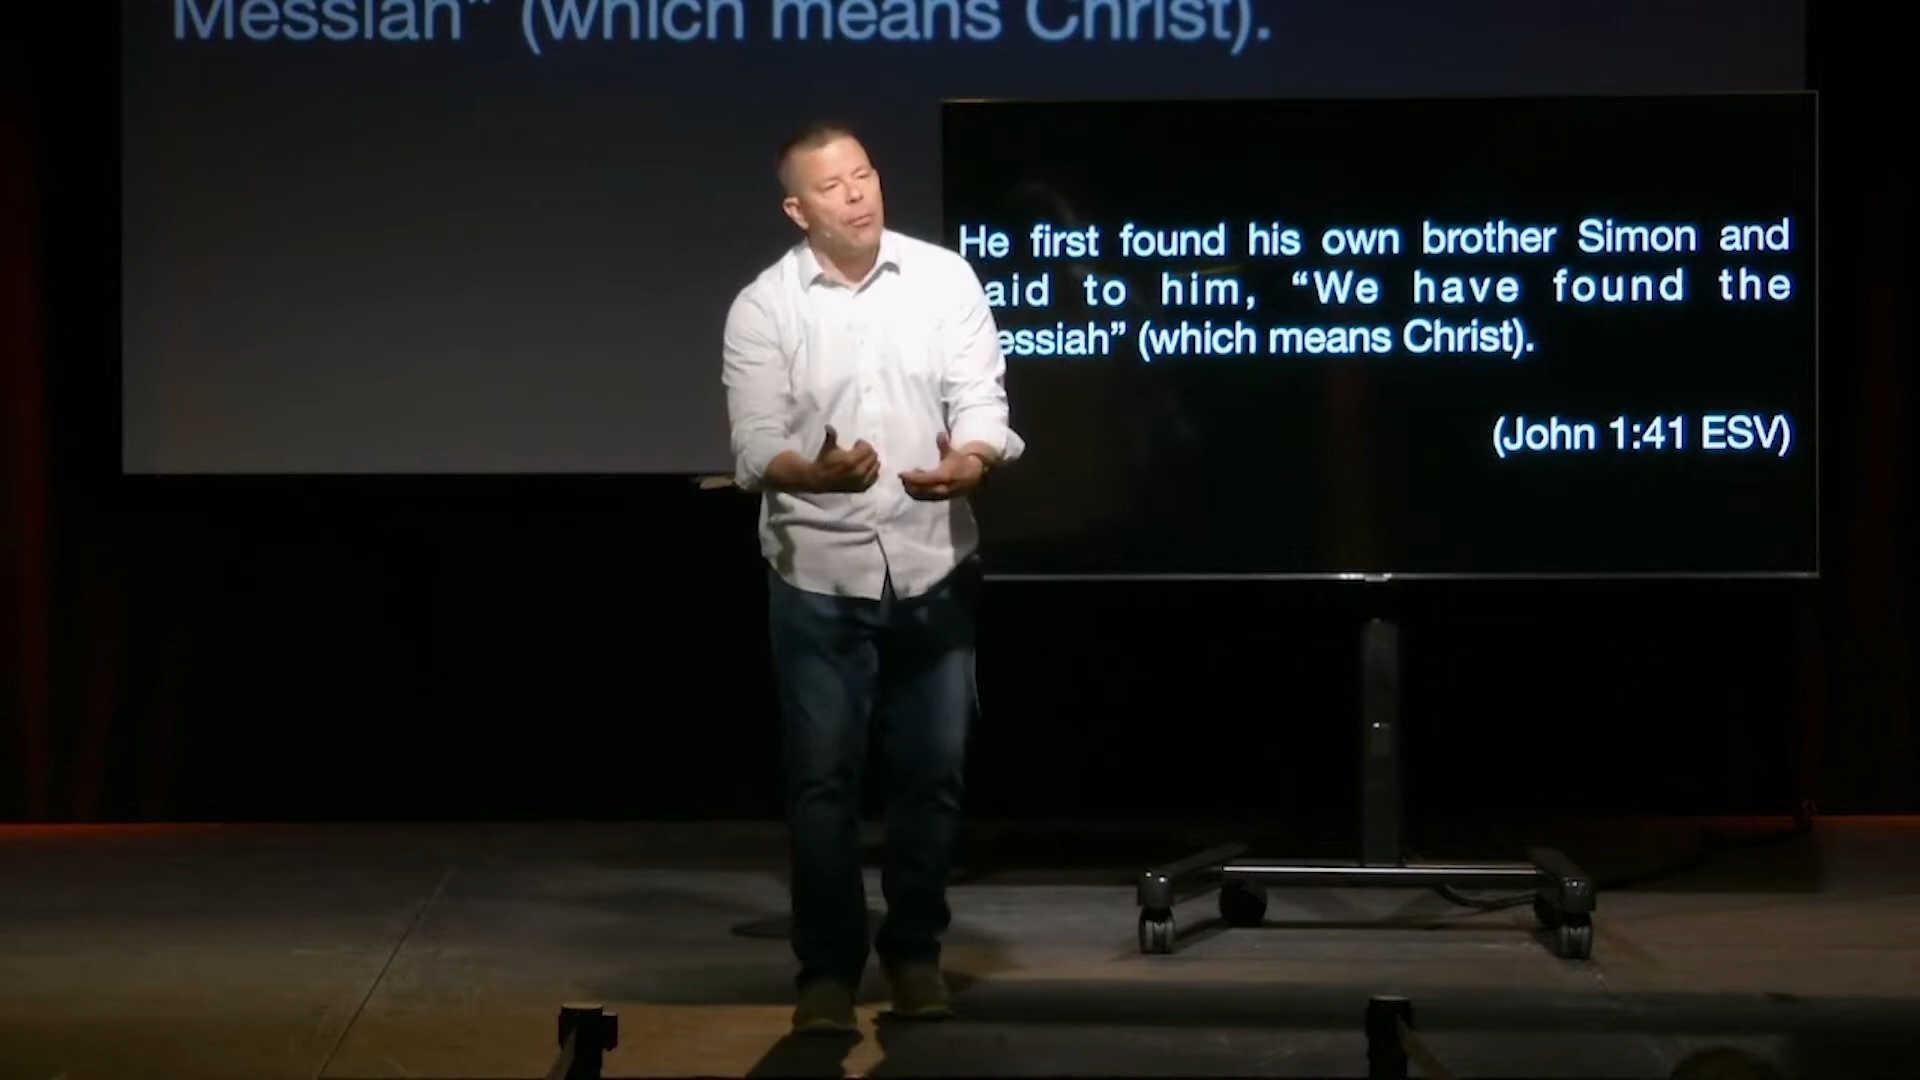 Messiah” (which means Christ).
He first found his own brother Simon and
aid to him, “We have found the
essiah” (which means Christ).
(John 1:41 ESV)